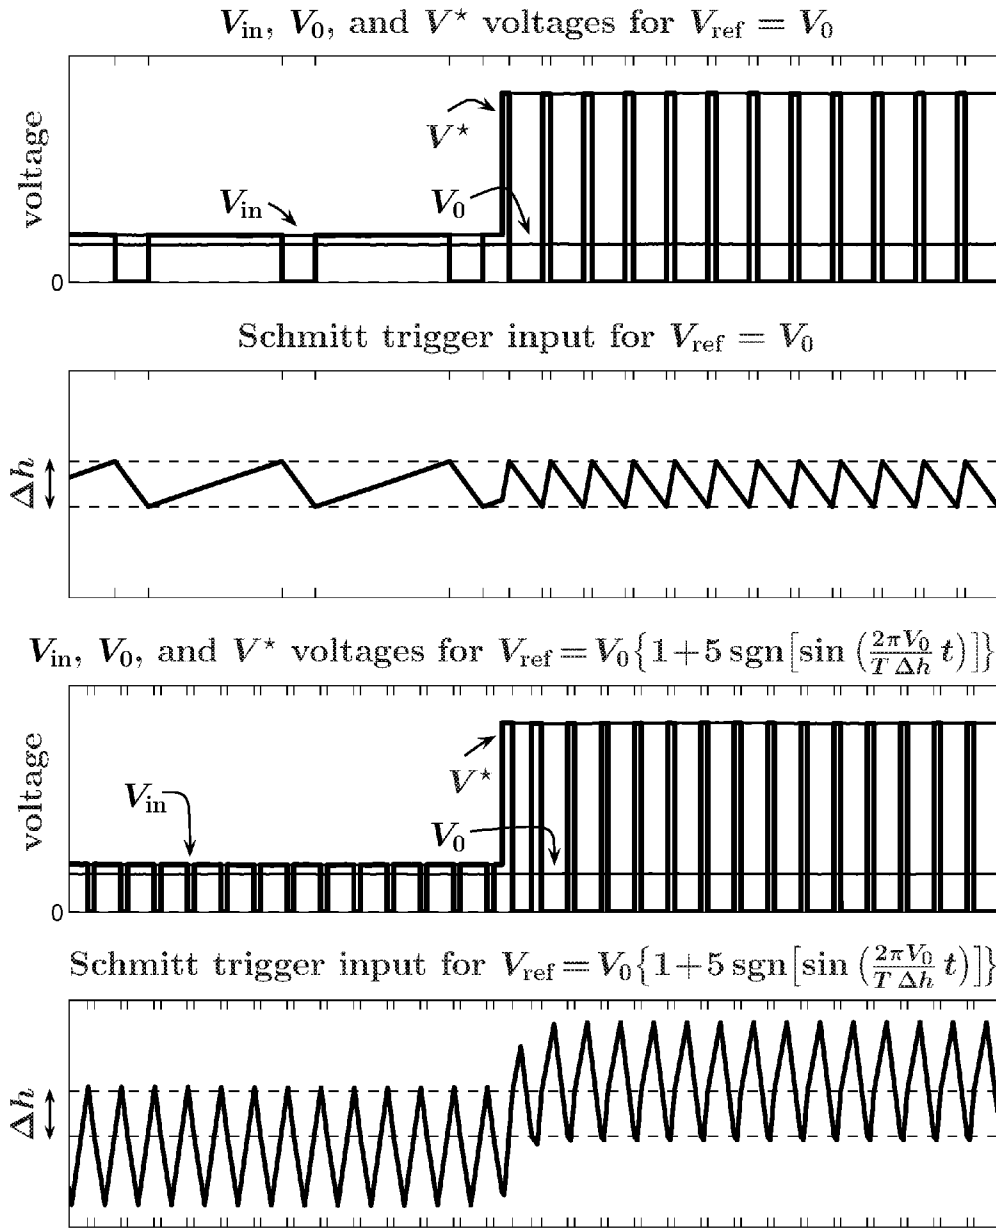 V_in, V_0, and V* voltages for V_ref = V_0
voltage
V*
V_in
V_0
0
Schmitt trigger input for V_ref = V_0
Δh
V_in, V_0, and V* voltages for V_ref = V_0{1+5 sgn[sin (2πV_0/T Δh t)]}
voltage
V*
V_in
V_0
0
Schmitt trigger input for V_ref = V_0{1+5 sgn[sin (2πV_0/T Δh t)]}
Δh